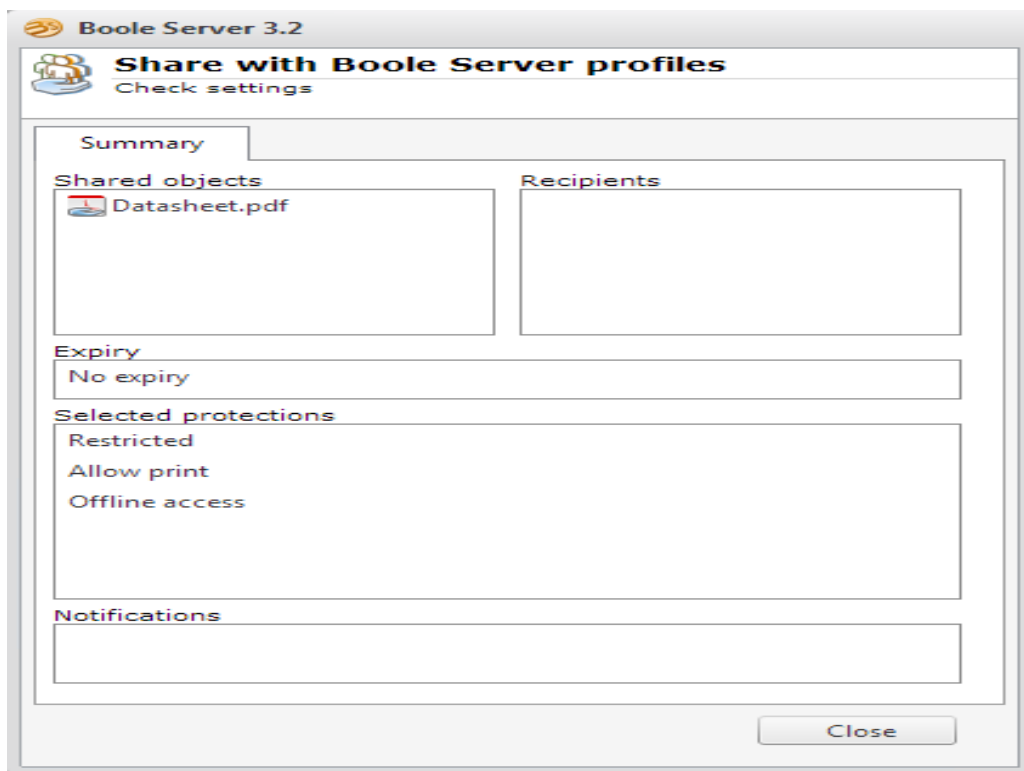 Boole Server 3.2
Share with Boole Server profiles
Check settings
Summary
Shared objects
Datasheet.pdf
Recipients
Expiry
No expiry
Selected protections
Restricted
Allow print
Offline access
Notifications
Close